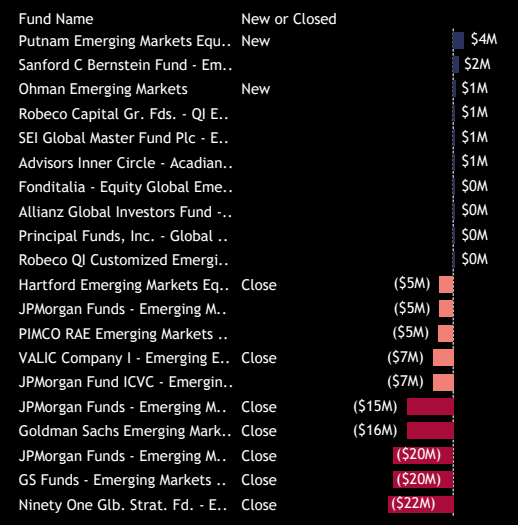 Fund Name New or Closed
Putnam Emerging Markets Equ.. New $4M
Sanford C Bernstein Fund - Em.. $2M
Ohman Emerging Markets New $1M
Robeco Capital Gr. Fds. - QI E.. $1M
SEI Global Master Fund Plc - E.. $1M
Advisors Inner Circle - Acadian.. $1M
Fonditalia - Equity Global Eme.. $0M
Allianz Global Investors Fund -.. $0M
Principal Funds, Inc. - Global .. $0M
Robeco QI Customized Emergi.. $0M
Hartford Emerging Markets Eq.. Close ($5M)
JPMorgan Funds - Emerging M.. ($5M)
PIMCO RAE Emerging Markets .. ($5M)
VALIC Company I - Emerging E.. Close ($7M)
JPMorgan Fund ICVC - Emergin.. ($7M)
JPMorgan Funds - Emerging M.. Close ($15M)
Goldman Sachs Emerging Mark.. Close ($16M)
JPMorgan Funds - Emerging M.. Close ($20M)
GS Funds - Emerging Markets .. Close ($20M)
Ninety One Glb. Strat. Fd. - E.. Close ($22M)